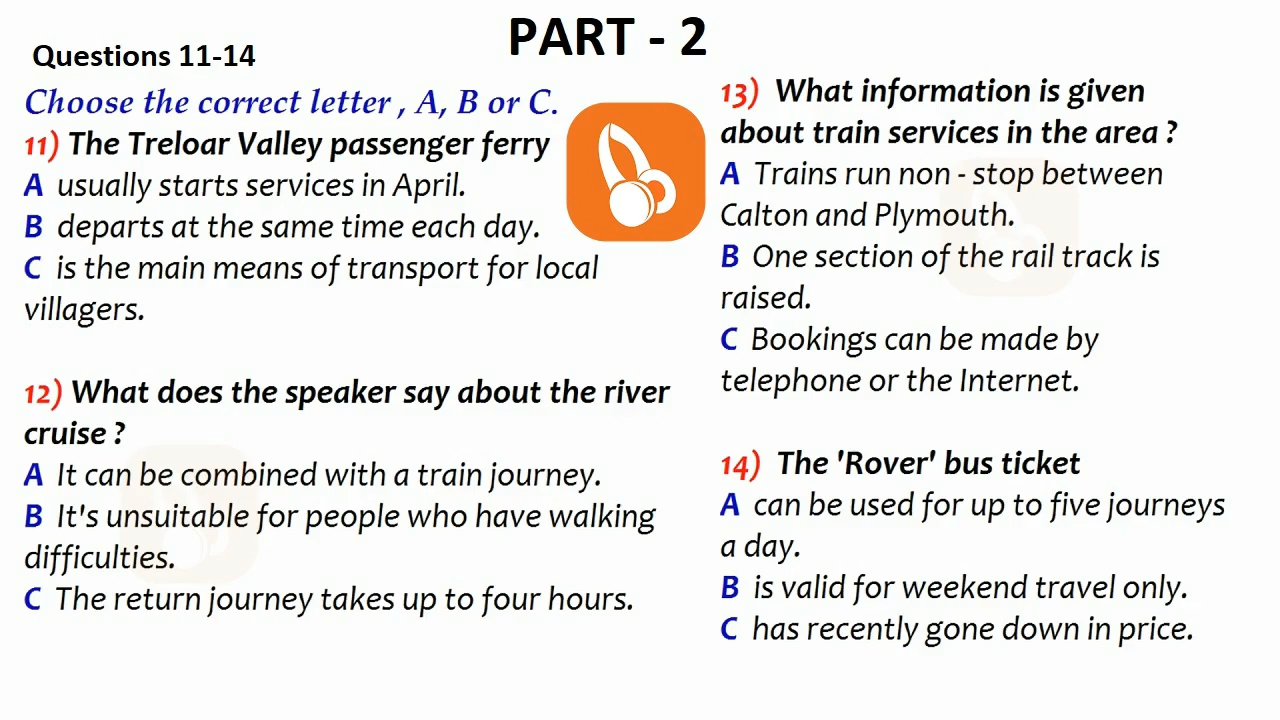 PART - 2
Questions 11-14
Choose the correct letter , A, B or C.
11) The Treloar Valley passenger ferry
A usually starts services in April.
B departs at the same time each day.
C is the main means of transport for local
villagers.
12) What does the speaker say about the river
cruise ?
A It can be combined with a train journey.
B It's unsuitable for people who have walking
difficulties.
C The return journey takes up to four hours.
13) What information is given
about train services in the area ?
A Trains run non - stop between
Calton and Plymouth.
B One section of the rail track is
raised.
C Bookings can be made by
telephone or the Internet.
14) The 'Rover' bus ticket
A can be used for up to five journeys
a day.
B is valid for weekend travel only.
C has recently gone down in price.